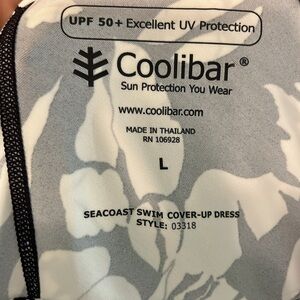 UPF 50+ Excellent UV Protection
Coolibar®
Sun Protection You Wear
www.coolibar.com
MADE IN THAILAND
RN 106928
L
SEACOAST SWIM COVER-UP DRESS
STYLE: 03318